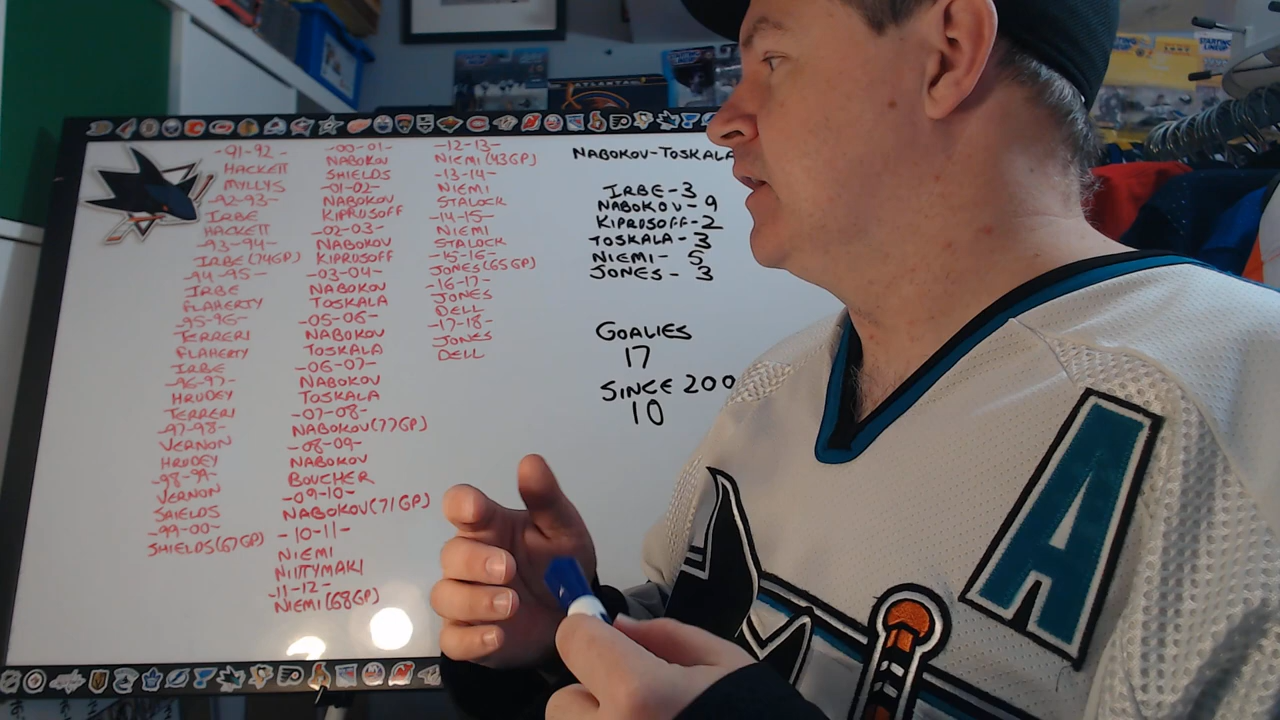 -91-92-
HACKETT
MYLLYS
-92-93-
IRBE
HACKETT
-93-94-
IRBE (74GP)
-94-95-
IRBE
FLAHERTY
-95-96-
TERRERI
FLAHERTY
IRBE
-96-97-
HRUDEY
TERRERI
-97-98-
VERNON
HRUDEY
-98-99-
VERNON
SHIELDS
-99-00-
SHIELDS (67GP)
-00-01-
NABOKOV
SHIELDS
-01-02-
NABOKOV
KIPRUSOFF
-02-03-
NABOKOV
KIPRUSOFF
-03-04-
NABOKOV
TOSKALA
-05-06-
NABOKOV
TOSKALA
-06-07-
NABOKOV
TOSKALA
-07-08-
NABOKOV (77GP)
-08-09-
NABOKOV
BOUCHER
-09-10-
NABOKOV (71GP)
-10-11-
NIEMI
NIITTYMAKI
-11-12-
NIEMI (68GP)
-12-13-
NIEMI (43GP)
-13-14-
NIEMI
STALOCK
-14-15-
NIEMI
STALOCK
-15-16-
JONES (65GP)
-16-17-
JONES
DELL
-17-18-
JONES
DELL
NABOKOV-TOSKALA
IRBE-3
NABOKOV-9
KIPRUSOFF-2
TOSKALA-3
NIEMI-5
JONES-3
GOALIES
17
SINCE 200
10
ATLANTA
STARTING LINEUP
STARTING LINEUP
A